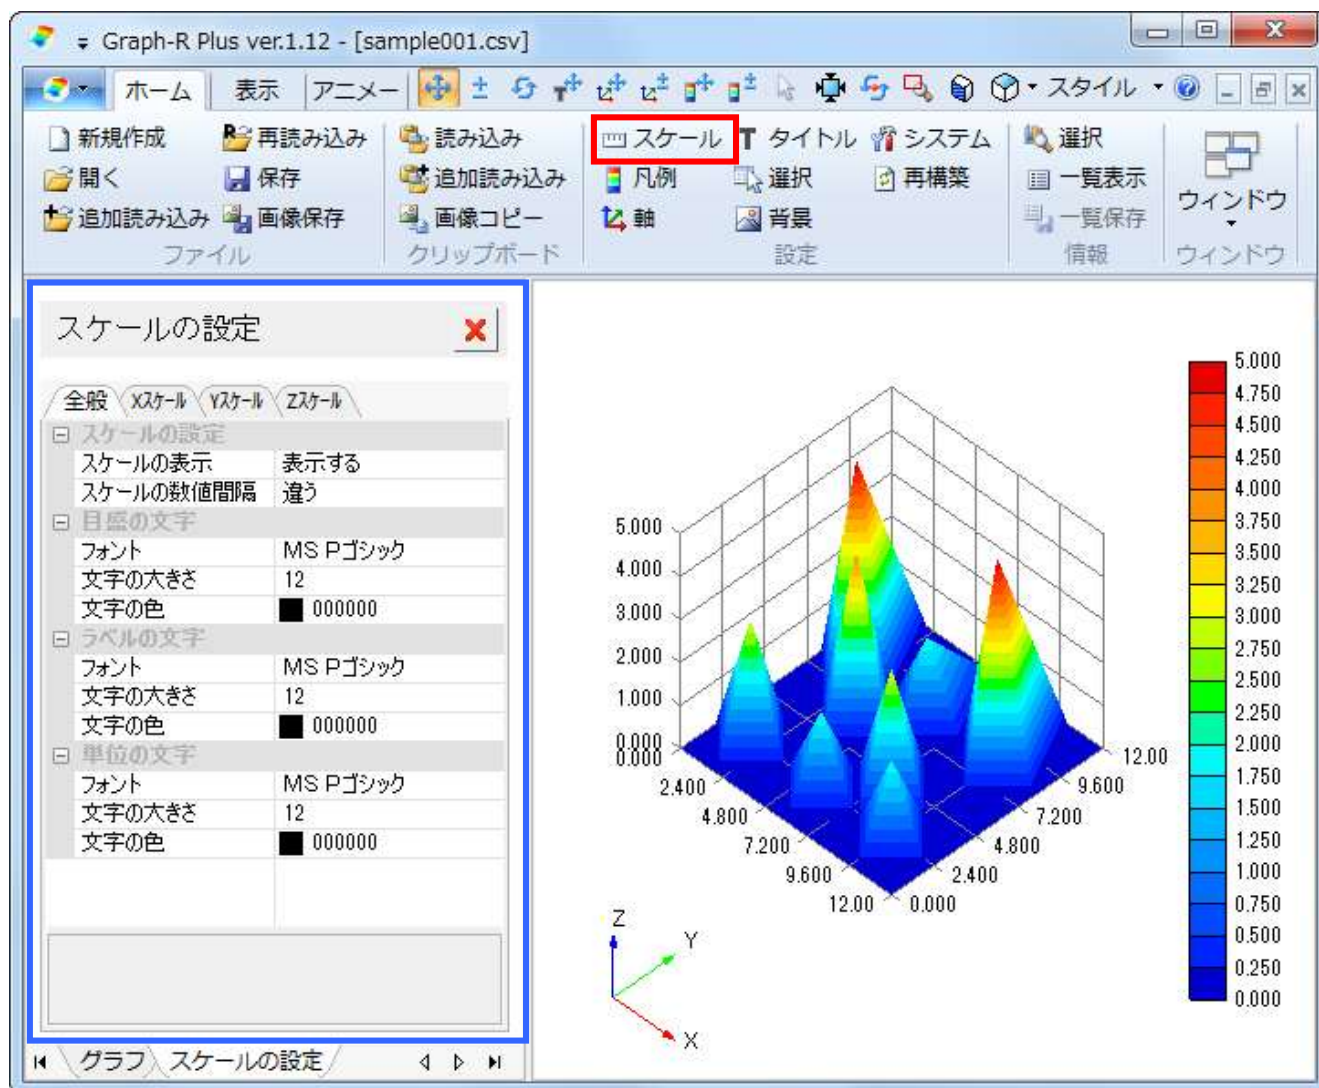 Graph-R Plus ver.1.12 - [sample001.csv]
ホーム 表示 アニメー スタイル
新規作成 再読み込み 読み込み スケール T タイトル システム 選択
開く 保存 追加読み込み 凡例 選択 再構築 一覧表示 ウィンドウ
追加読み込み 画像保存 画像コピー 軸 背景 一覧保存
ファイル クリップボード 設定 情報 ウィンドウ
スケールの設定
全般 Xスケール Yスケール Zスケール
スケールの設定
スケールの表示 表示する
スケールの数値間隔 違う
目盛の文字
フォント MS Pゴシック
文字の大きさ 12
文字の色 000000
ラベルの文字
フォント MS Pゴシック
文字の大きさ 12
文字の色 000000
単位の文字
フォント MS Pゴシック
文字の大きさ 12
文字の色 000000
グラフ スケールの設定
5.000
4.000
3.000
2.000
1.000
0.000
0.000
2.400
4.800
7.200
9.600
12.00
0.000
2.400
4.800
7.200
9.600
12.00
Z
Y
X
5.000
4.750
4.500
4.250
4.000
3.750
3.500
3.250
3.000
2.750
2.500
2.250
2.000
1.750
1.500
1.250
1.000
0.750
0.500
0.250
0.000